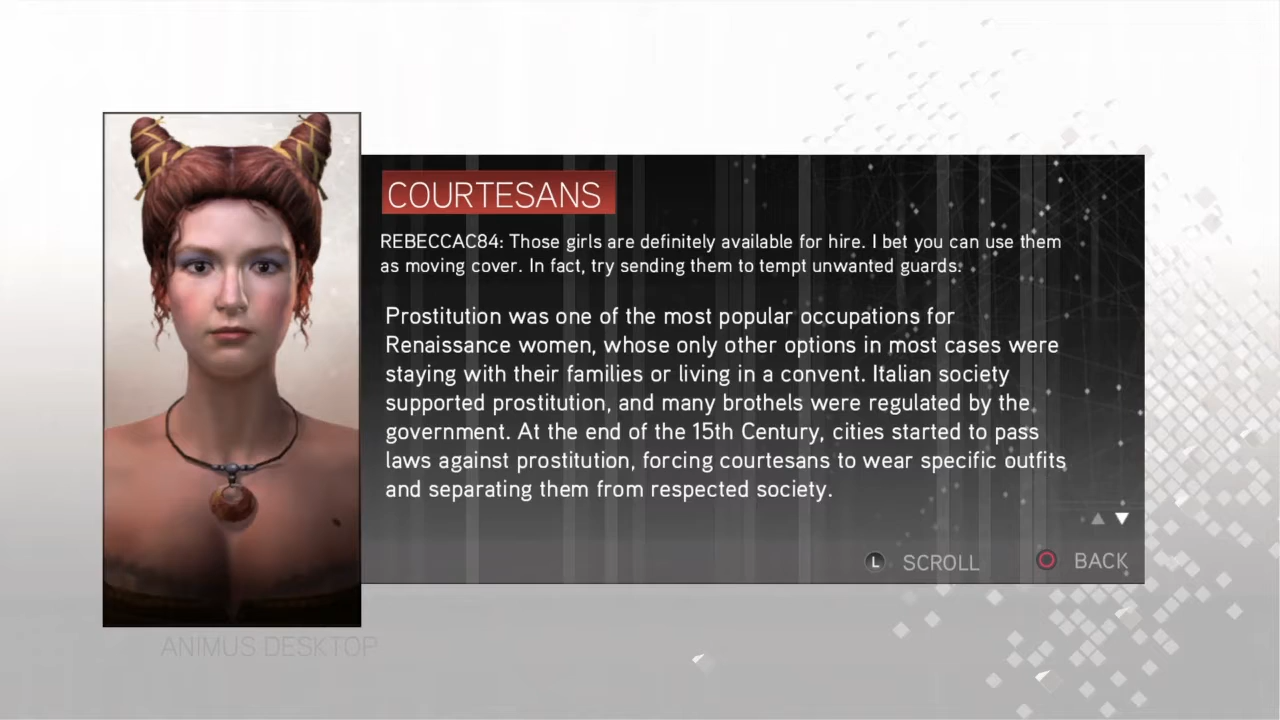 COURTESANS
REBECCAC84: Those girls are definitely available for hire. I bet you can use them
as moving cover. In fact, try sending them to tempt unwanted guards.
Prostitution was one of the most popular occupations for
Renaissance women, whose only other options in most cases were
staying with their families or living in a convent. Italian society
supported prostitution, and many brothels were regulated by the
government. At the end of the 15th Century, cities started to pass
laws against prostitution, forcing courtesans to wear specific outfits
and separating them from respected society.
L SCROLL BACK
ANIMUS DESKTOP